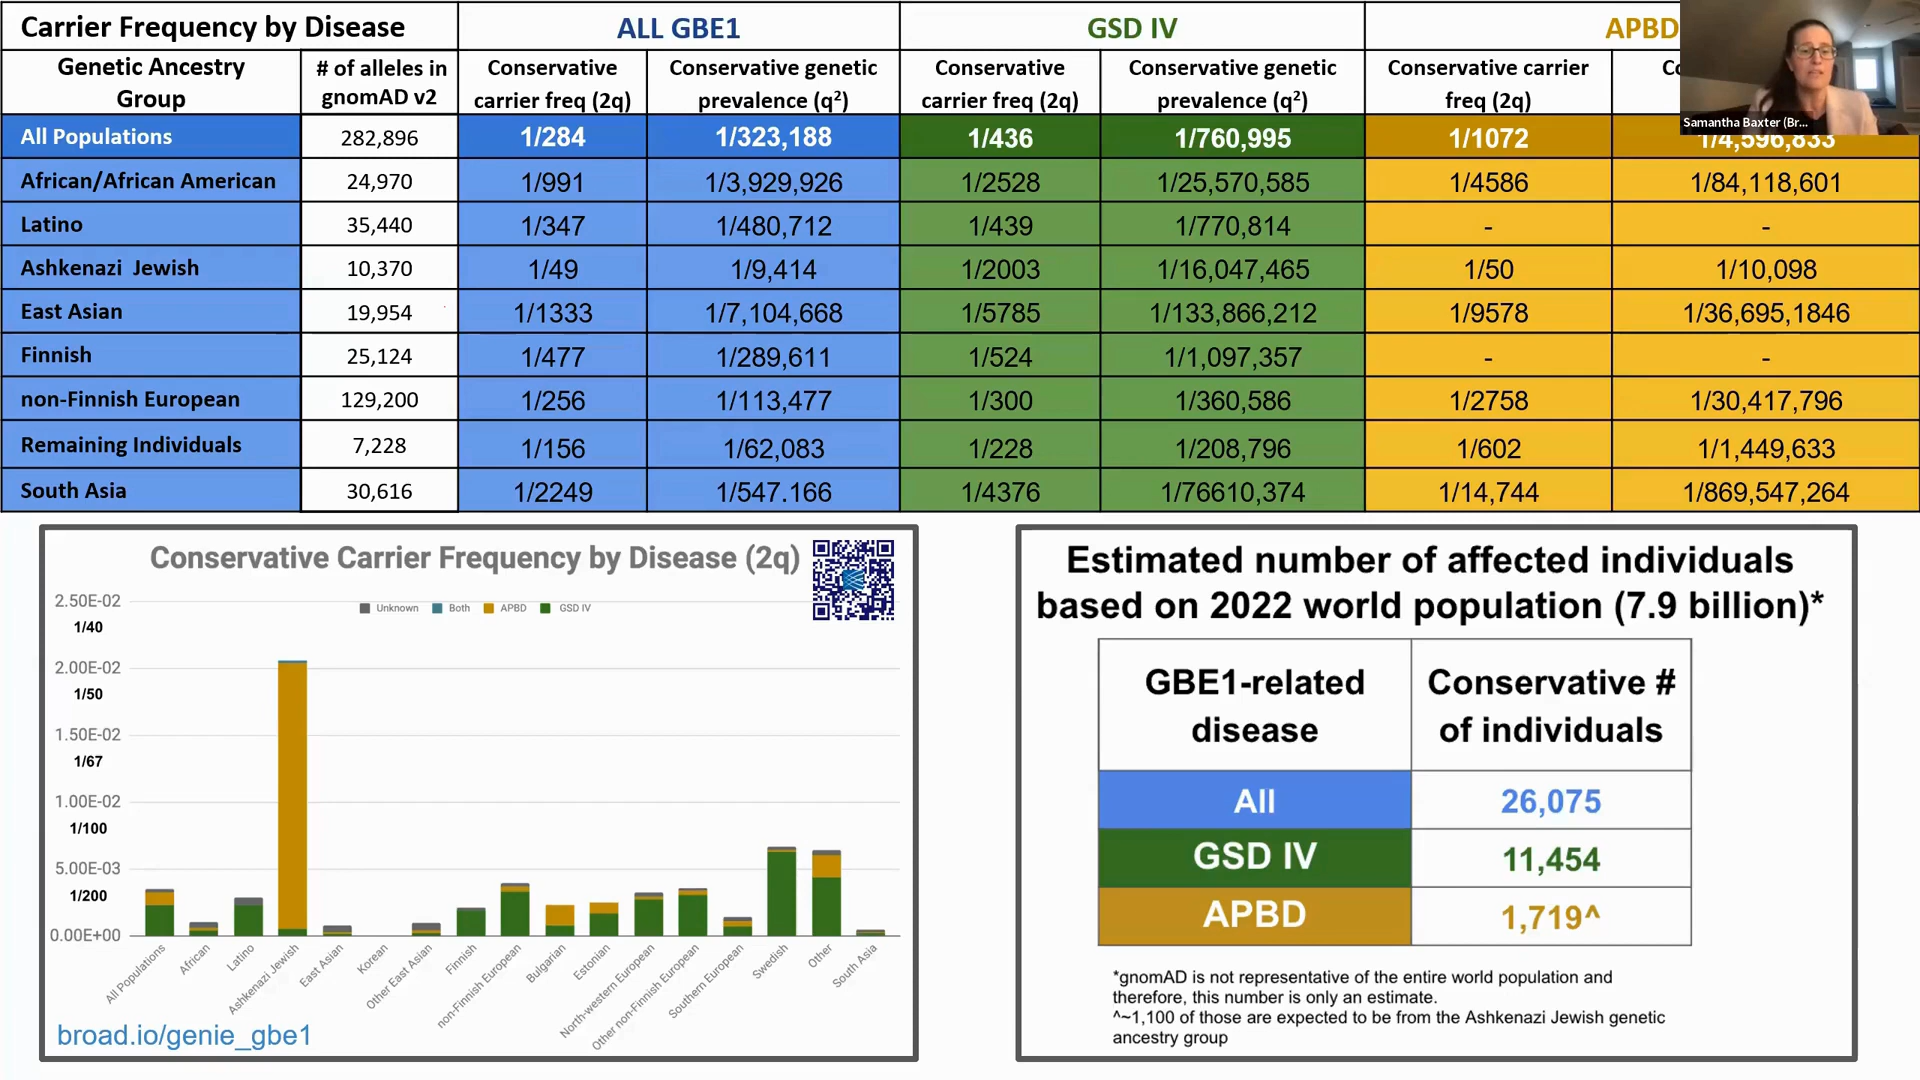 Carrier Frequency by Disease ALL GBE1 GSD IV APBD
Genetic Ancestry Group # of alleles in gnomAD v2 Conservative carrier freq (2q) Conservative genetic prevalence (q²) Conservative carrier freq (2q) Conservative genetic prevalence (q²) Conservative carrier freq (2q)
Samantha Baxter (Br...
All Populations 282,896 1/284 1/323,188 1/436 1/760,995 1/1072 1/4,596,833
African/African American 24,970 1/991 1/3,929,926 1/2528 1/25,570,585 1/4586 1/84,118,601
Latino 35,440 1/347 1/480,712 1/439 1/770,814 - -
Ashkenazi Jewish 10,370 1/49 1/9,414 1/2003 1/16,047,465 1/50 1/10,098
East Asian 19,954 1/1333 1/7,104,668 1/5785 1/133,866,212 1/9578 1/36,695,1846
Finnish 25,124 1/477 1/289,611 1/524 1/1,097,357 - -
non-Finnish European 129,200 1/256 1/113,477 1/300 1/360,586 1/2758 1/30,417,796
Remaining Individuals 7,228 1/156 1/62,083 1/228 1/208,796 1/602 1/1,449,633
South Asia 30,616 1/2249 1/547.166 1/4376 1/76610,374 1/14,744 1/869,547,264
Conservative Carrier Frequency by Disease (2q)
Unknown Both APBD GSD IV
2.50E-02
1/40
2.00E-02
1/50
1.50E-02
1/67
1.00E-02
1/100
5.00E-03
1/200
0.00E+00
All Populations
African
Latino
Ashkenazi Jewish
East Asian
Korean
Other East Asian
Finnish
non-Finnish European
Bulgarian
Estonian
North-western European
Other non-Finnish European
Southern European
Swedish
Other
South Asia
broad.io/genie_gbe1
Estimated number of affected individuals
based on 2022 world population (7.9 billion)*
GBE1-related disease Conservative # of individuals
All 26,075
GSD IV 11,454
APBD 1,719^
*gnomAD is not representative of the entire world population and
therefore, this number is only an estimate.
^~1,100 of those are expected to be from the Ashkenazi Jewish genetic
ancestry group